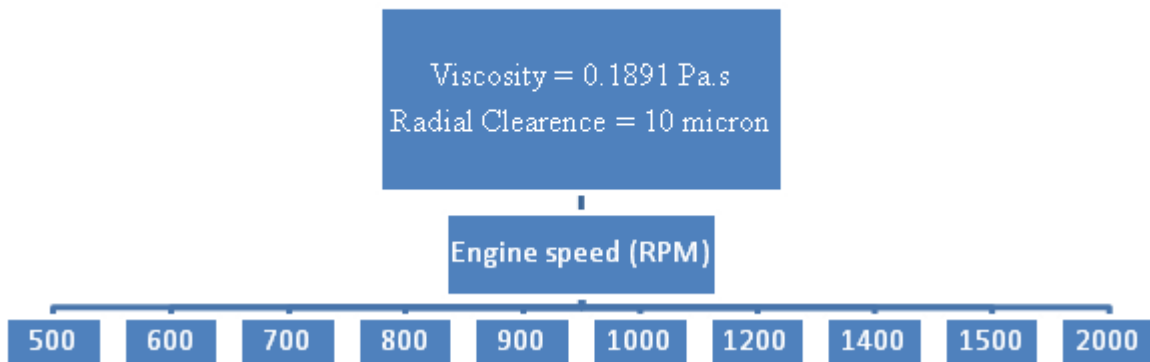 Viscosity = 0.1891 Pa.s
Radial Clearence = 10 micron
Engine speed (RPM)
500 600 700 800 900 1000 1200 1400 1500 2000